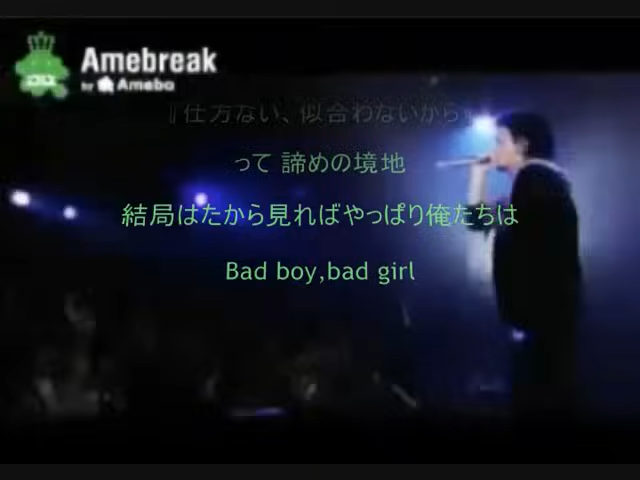 Amebreak
by Ameba
『仕方ない、似合わないから』
って 諦めの境地
結局はたから見ればやっぱり俺たちは
Bad boy,bad girl